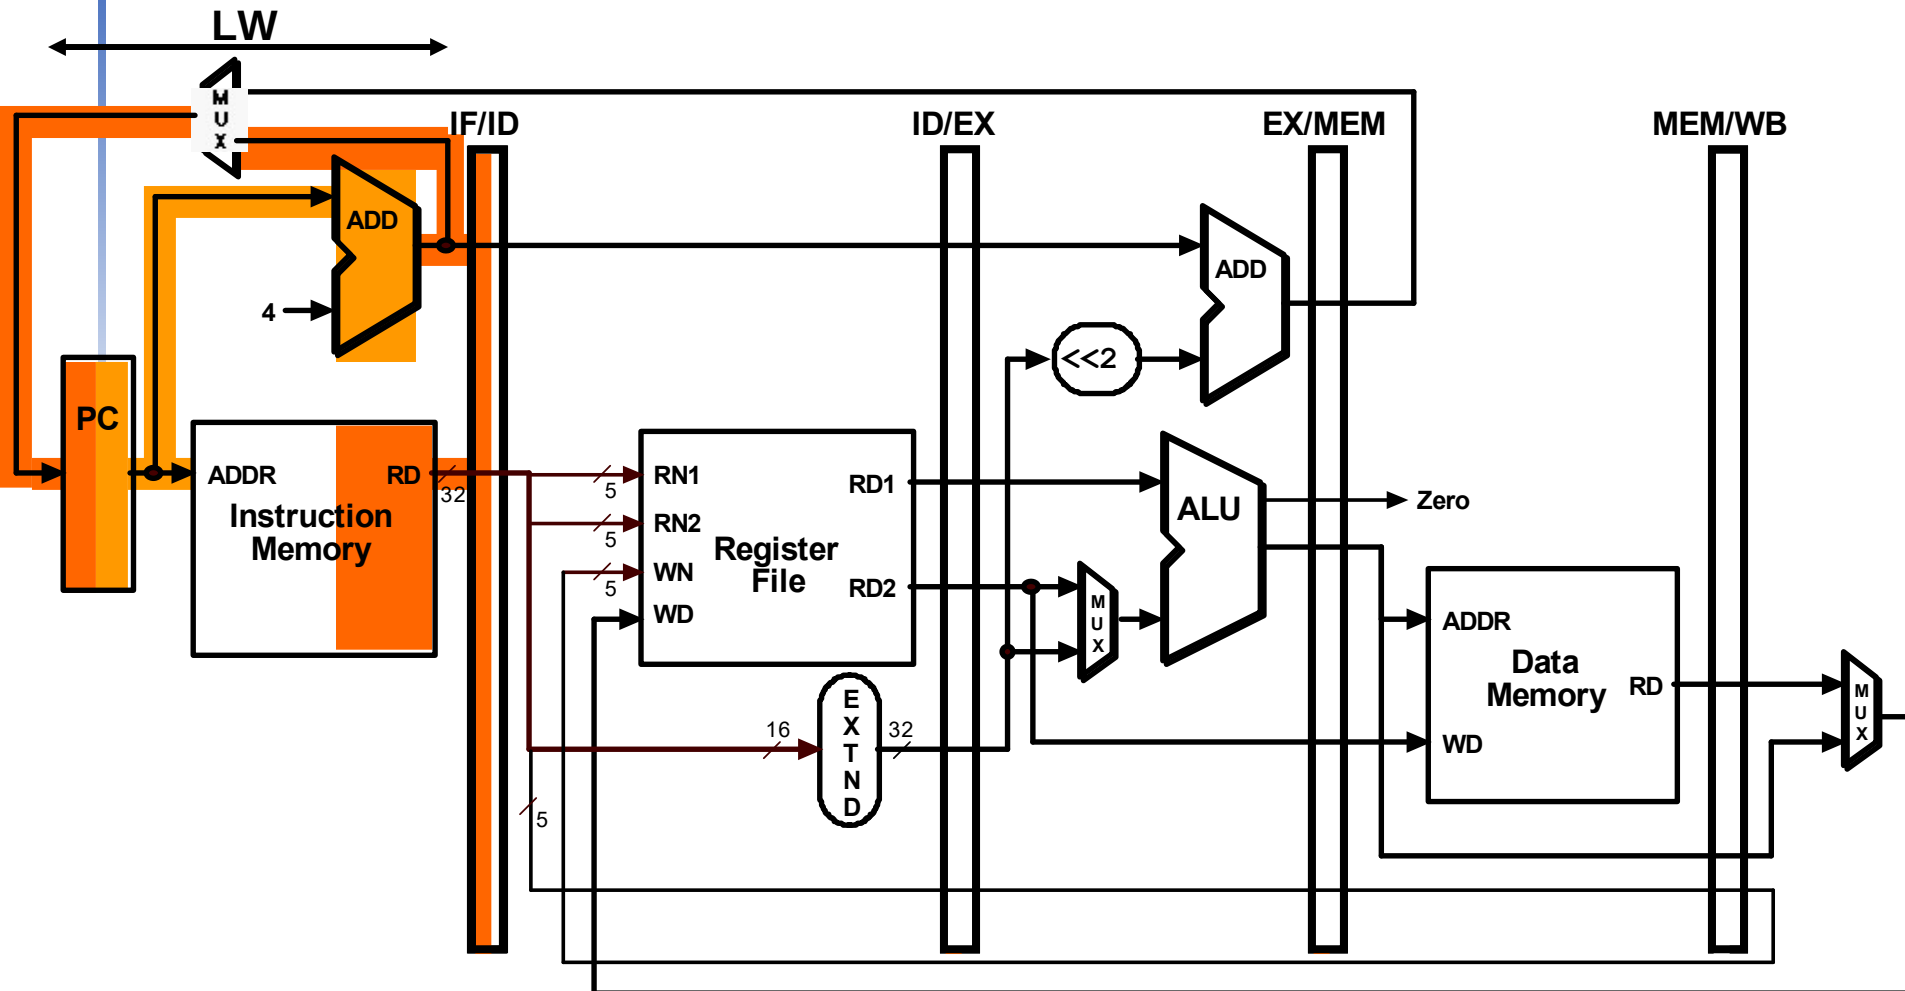 LW
M
U
X
IF/ID
ID/EX
EX/MEM
MEM/WB
ADD
4
ADD
<<2
PC
ADDR
RD
32
Instruction
Memory
5
RN1
5
RN2
5
WN
WD
Register
File
RD1
RD2
M
U
X
ALU
Zero
ADDR
Data
Memory
RD
WD
M
U
X
16
E
X
T
N
D
32
5